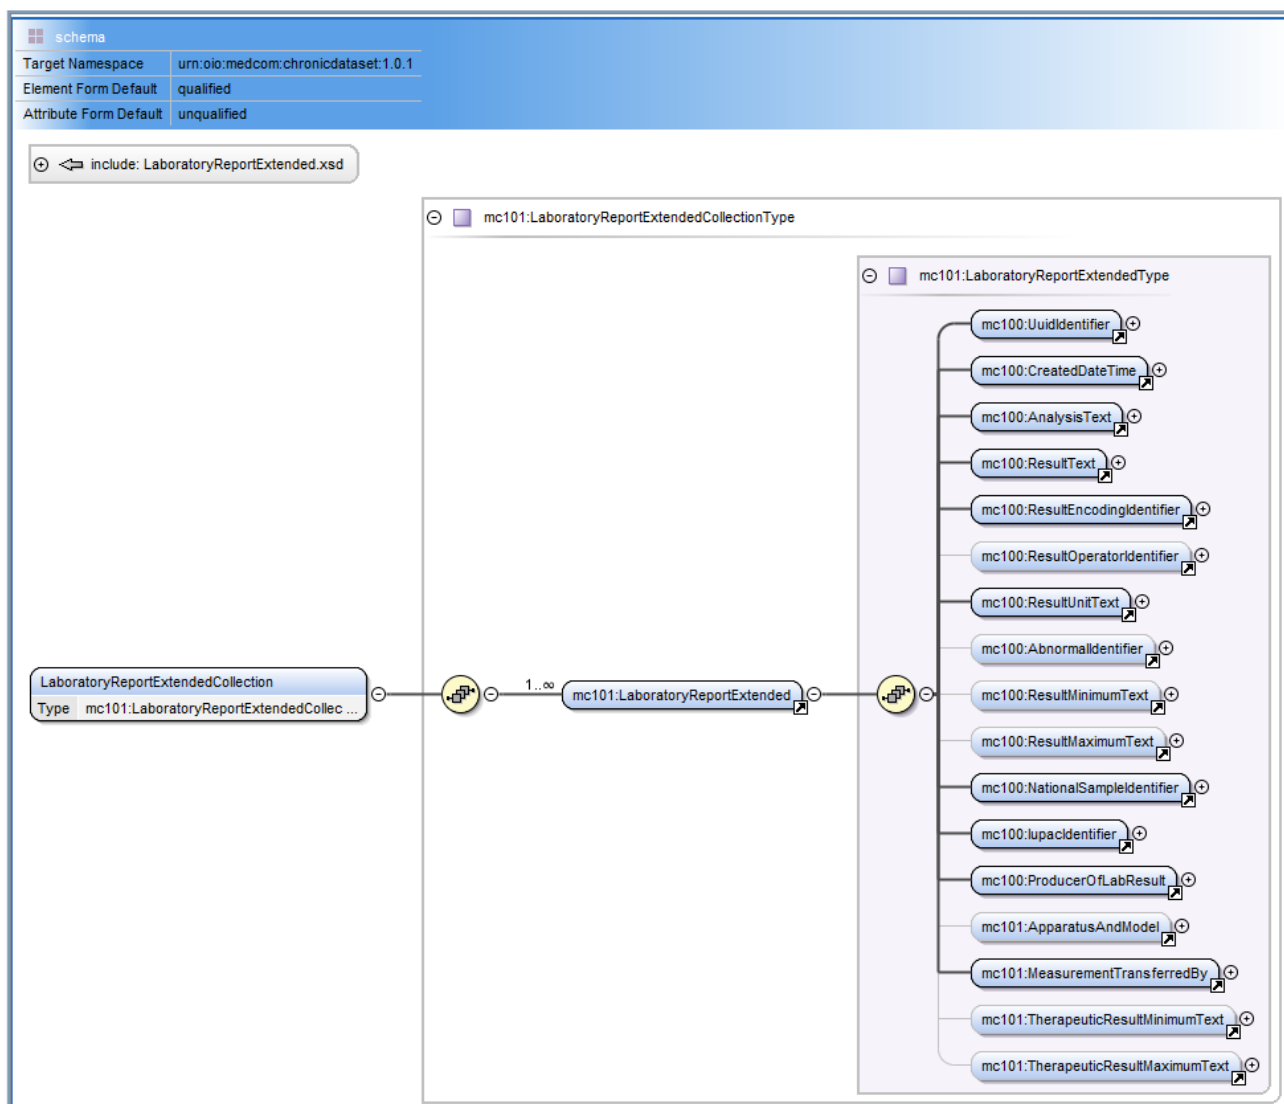 schema
Target Namespace urn:oio:medcom:chronicdataset:1.0.1
Element Form Default qualified
Attribute Form Default unqualified
include: LaboratoryReportExtended.xsd
mc101:LaboratoryReportExtendedCollectionType
mc101:LaboratoryReportExtendedType
mc100:UuidIdentifier
mc100:CreatedDateTime
mc100:AnalysisText
mc100:ResultText
mc100:ResultEncodingIdentifier
mc100:ResultOperatorIdentifier
mc100:ResultUnitText
mc100:AbnormalIdentifier
LaboratoryReportExtendedCollection
Type mc101:LaboratoryReportExtendedCollec ...
1..∞
mc101:LaboratoryReportExtended
mc100:ResultMinimumText
mc100:ResultMaximumText
mc100:NationalSampleIdentifier
mc100:IupacIdentifier
mc100:ProducerOfLabResult
mc101:ApparatusAndModel
mc101:MeasurementTransferredBy
mc101:TherapeuticResultMinimumText
mc101:TherapeuticResultMaximumText